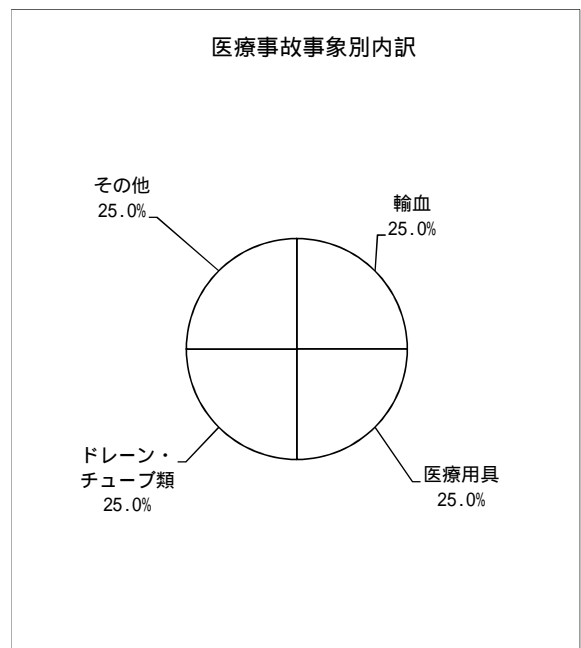 医療事故事象別内訳
その他
25.0%
輸血
25.0%
ドレーン・
チューブ類
25.0%
医療用具
25.0%